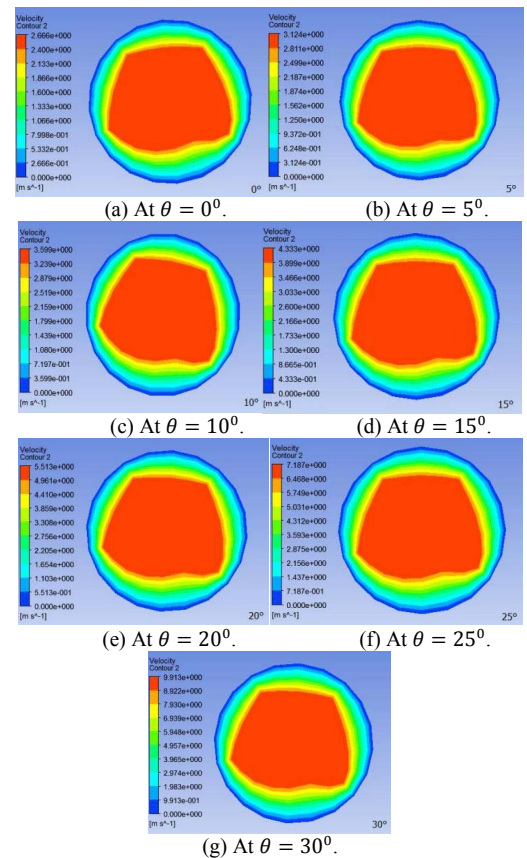 Velocity
Contour 2
2.666e+000
2.400e+000
2.133e+000
1.866e+000
1.600e+000
1.333e+000
1.066e+000
7.998e-001
5.332e-001
2.666e-001
0.000e+000
[m s^-1]
0°
(a) At θ = 0⁰.
Velocity
Contour 2
3.124e+000
2.811e+000
2.499e+000
2.187e+000
1.874e+000
1.562e+000
1.250e+000
9.372e-001
6.248e-001
3.124e-001
0.000e+000
[m s^-1]
5°
(b) At θ = 5⁰.
Velocity
Contour 2
3.599e+000
3.239e+000
2.879e+000
2.519e+000
2.159e+000
1.799e+000
1.439e+000
1.080e+000
7.197e-001
3.599e-001
0.000e+000
[m s^-1]
10°
(c) At θ = 10⁰.
Velocity
Contour 2
4.333e+000
3.899e+000
3.466e+000
3.033e+000
2.600e+000
2.166e+000
1.733e+000
1.300e+000
8.665e-001
4.333e-001
0.000e+000
[m s^-1]
15°
(d) At θ = 15⁰.
Velocity
Contour 2
5.513e+000
4.961e+000
4.410e+000
3.859e+000
3.308e+000
2.756e+000
2.205e+000
1.654e+000
1.103e+000
5.513e-001
0.000e+000
[m s^-1]
20°
(e) At θ = 20⁰.
Velocity
Contour 2
7.187e+000
6.468e+000
5.749e+000
5.031e+000
4.312e+000
3.593e+000
2.875e+000
2.156e+000
1.437e+000
7.187e-001
0.000e+000
[m s^-1]
25°
(f) At θ = 25⁰.
Velocity
Contour 2
9.913e+000
8.922e+000
7.930e+000
6.939e+000
5.948e+000
4.957e+000
3.965e+000
2.974e+000
1.983e+000
9.913e-001
0.000e+000
[m s^-1]
30°
(g) At θ = 30⁰.